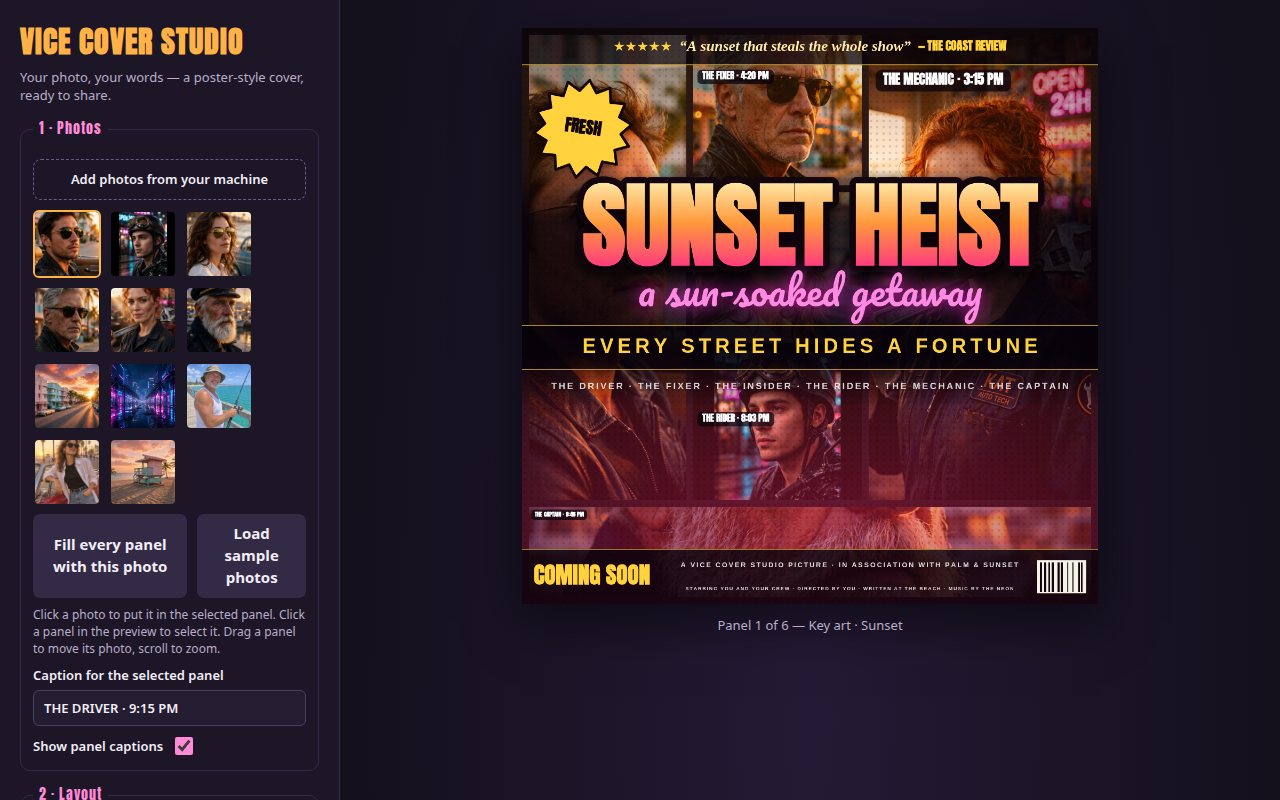 VICE COVER STUDIO
Your photo, your words — a poster-style cover,
ready to share.
1 · Photos
Add photos from your machine
Fill every panel
with this photo
Load
sample
photos
Click a photo to put it in the selected panel. Click
a panel in the preview to select it. Drag a panel
to move its photo, scroll to zoom.
Caption for the selected panel
THE DRIVER · 9:15 PM
Show panel captions
2 · Layout
★★★★★ “A sunset that steals the whole show” – THE COAST REVIEW
THE FIXER · 4:20 PM
THE MECHANIC · 3:15 PM
OPEN
24H
FRESH
SUNSET HEIST
a sun-soaked getaway
EVERY STREET HIDES A FORTUNE
THE DRIVER · THE FIXER · THE INSIDER · THE RIDER · THE MECHANIC · THE CAPTAIN
AUTO TECH
THE RIDER · 8:03 PM
COMING SOON
A VICE COVER STUDIO PICTURE · IN ASSOCIATION WITH PALM & SUNSET
STARRING YOU AND YOUR CREW · DIRECTED BY YOU · WRITTEN AT THE BEACH · MUSIC BY THE NEON
Panel 1 of 6 — Key art · Sunset